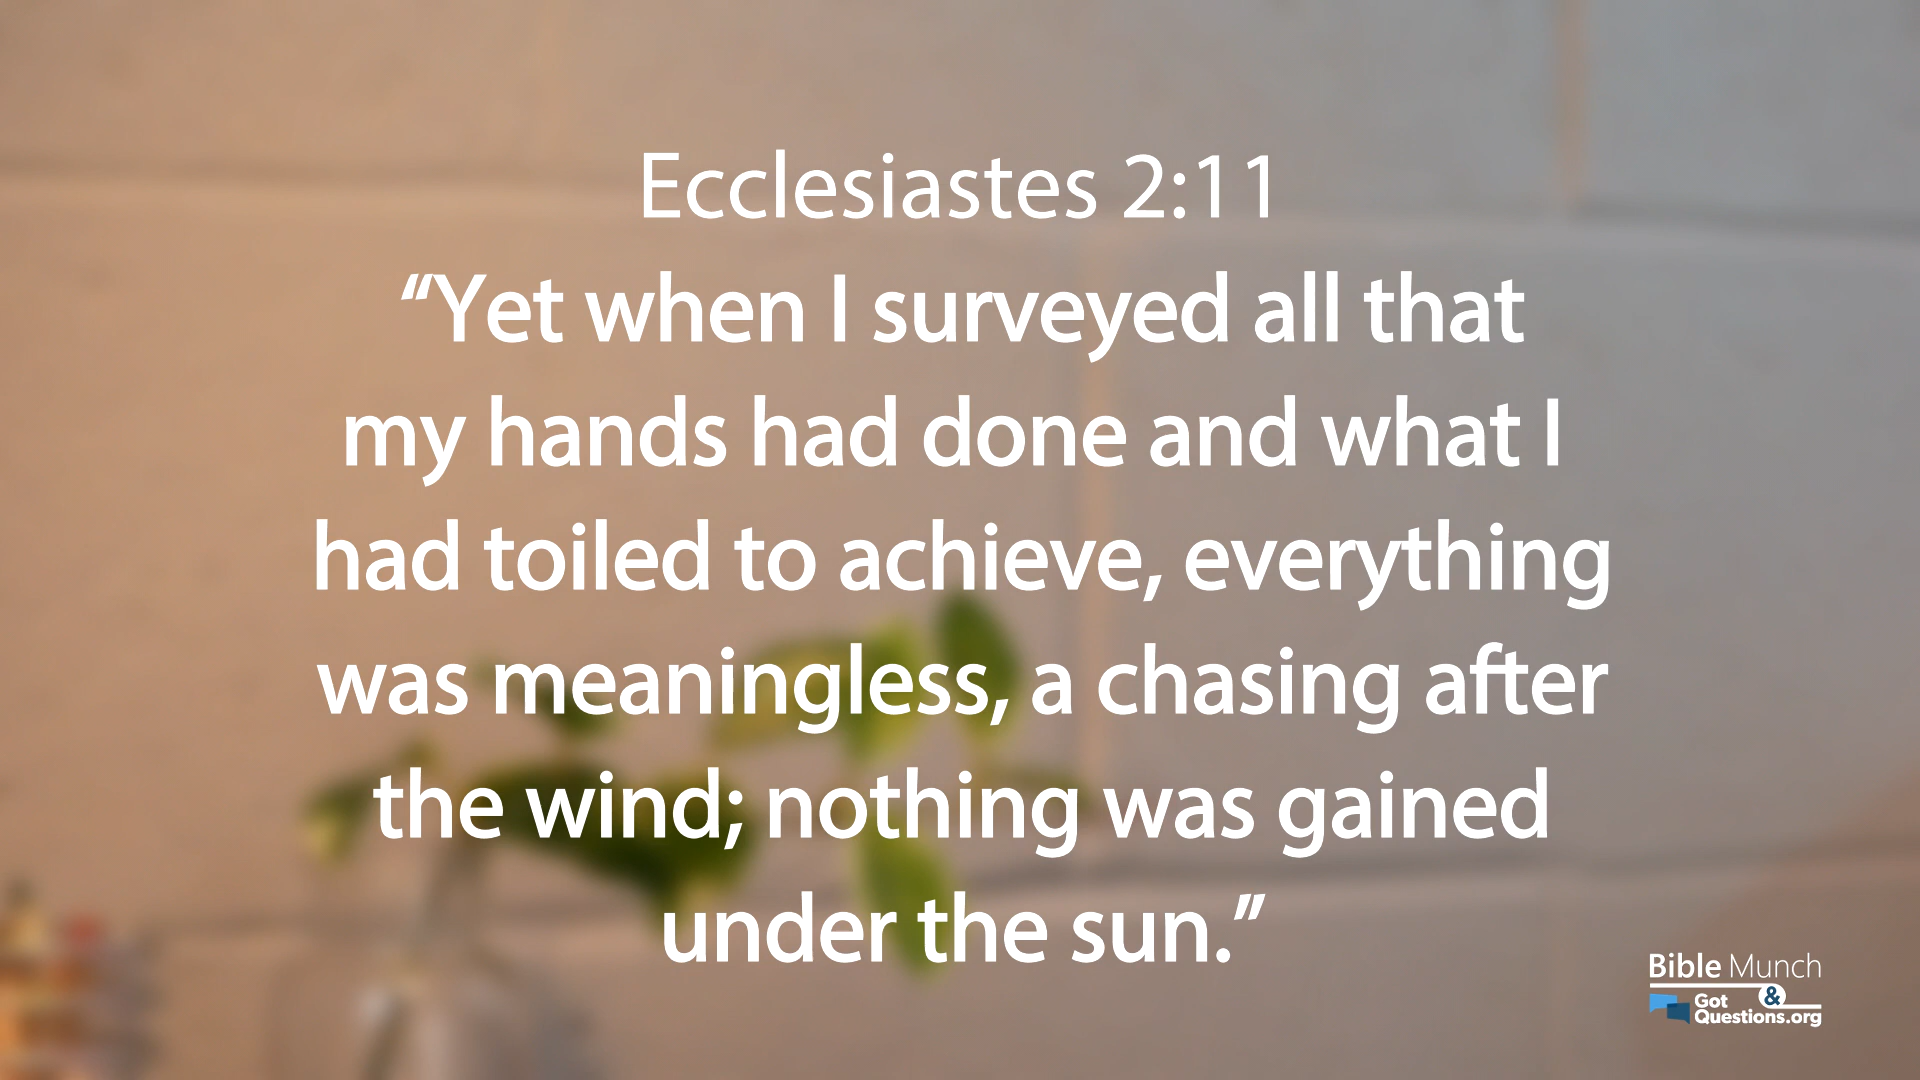 Ecclesiastes 2:11
“Yet when I surveyed all that
my hands had done and what I
had toiled to achieve, everything
was meaningless, a chasing after
the wind; nothing was gained
under the sun.”
Bible Munch
&
Got
Questions.org